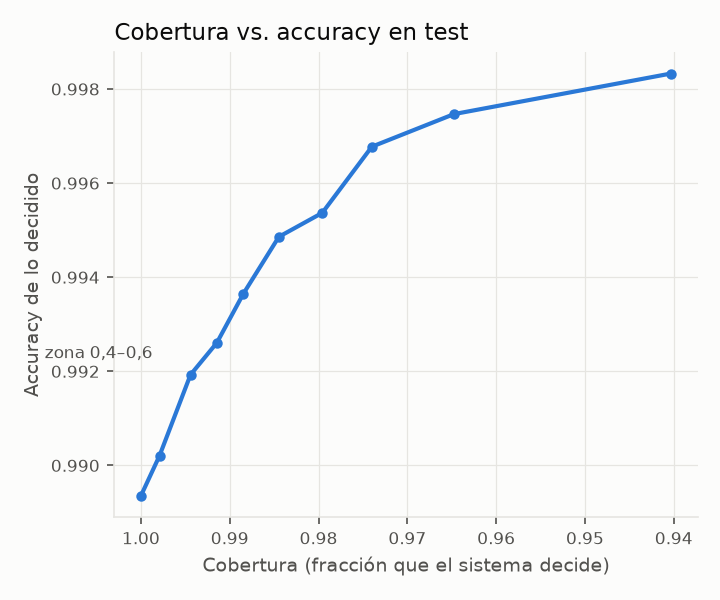 Cobertura vs. accuracy en test
Accuracy de lo decidido
0.998
0.996
0.994
zona 0,4–0,6
0.992
0.990
1.00 0.99 0.98 0.97 0.96 0.95 0.94
Cobertura (fracción que el sistema decide)